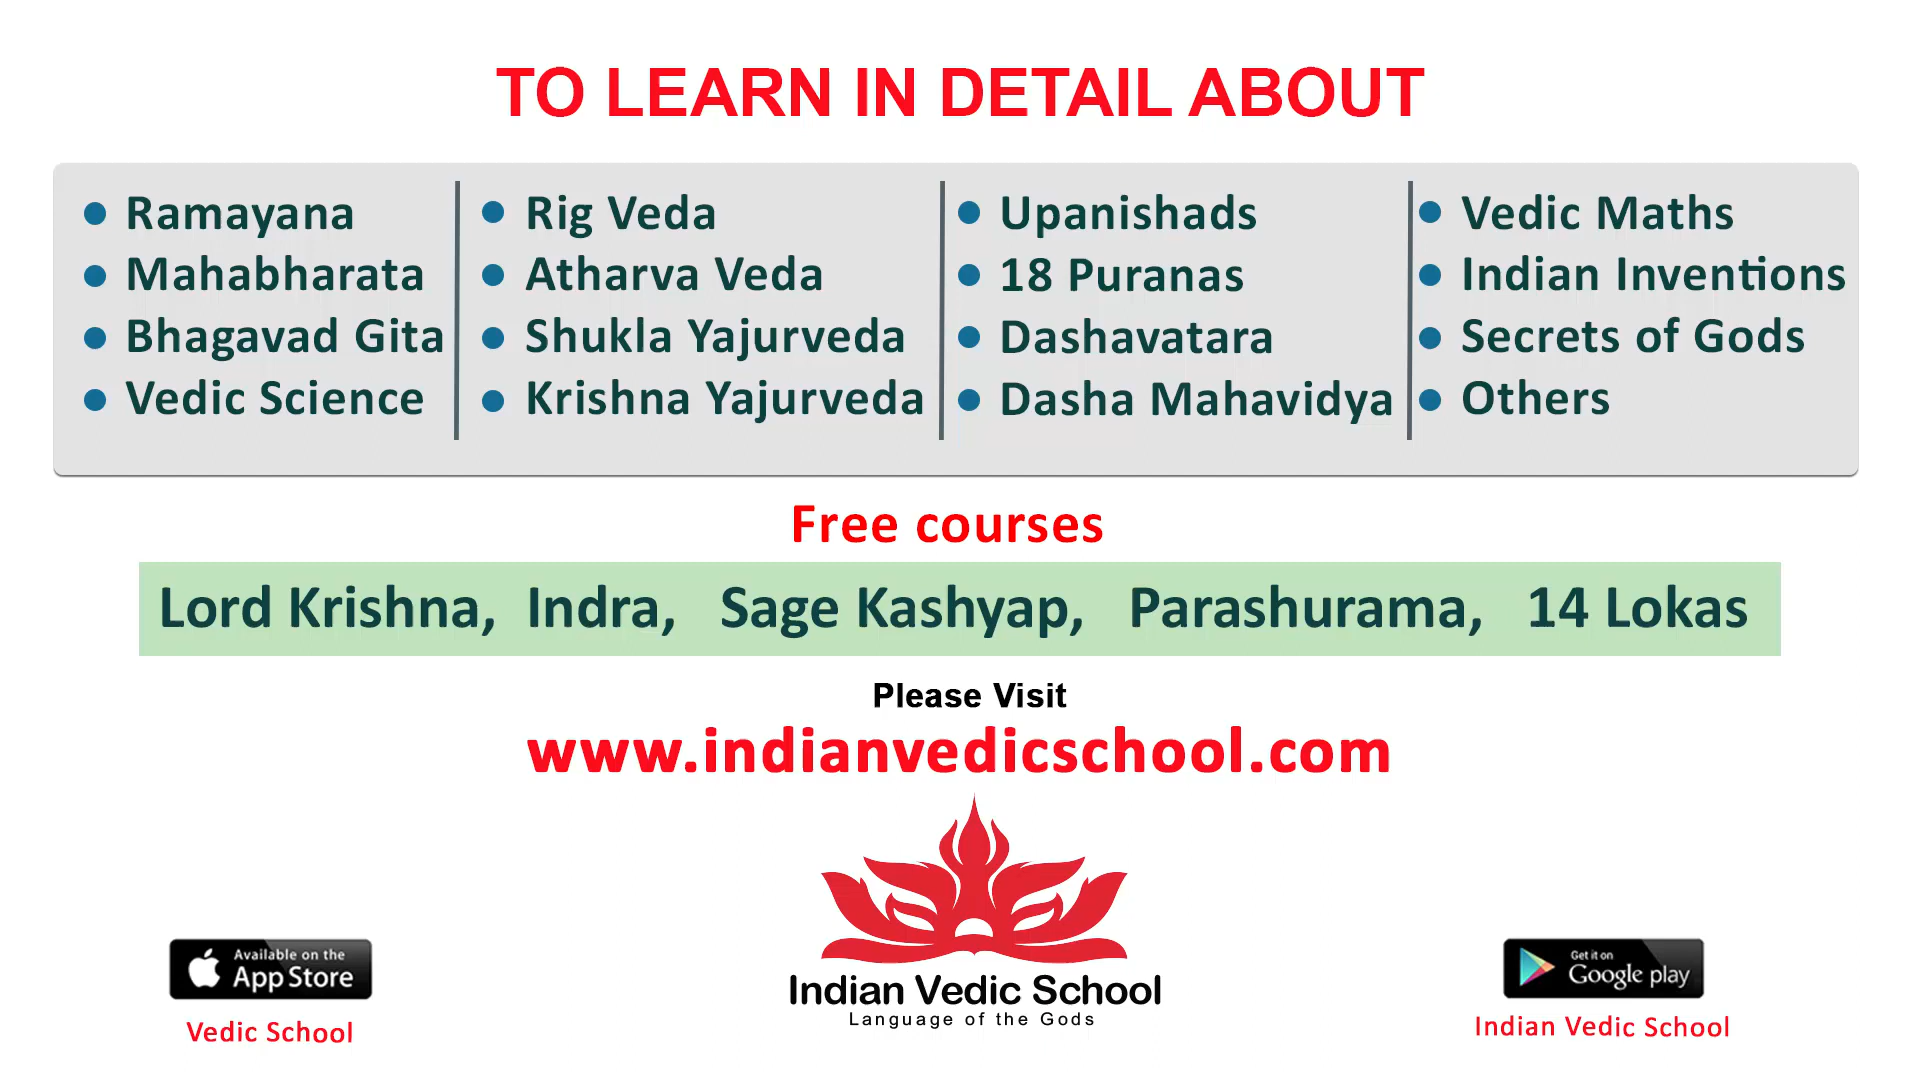 TO LEARN IN DETAIL ABOUT
• Ramayana
• Mahabharata
• Bhagavad Gita
• Vedic Science
• Rig Veda
• Atharva Veda
• Shukla Yajurveda
• Krishna Yajurveda
• Upanishads
• 18 Puranas
• Dashavatara
• Dasha Mahavidya
• Vedic Maths
• Indian Inventions
• Secrets of Gods
• Others
Free courses
Lord Krishna, Indra, Sage Kashyap, Parashurama, 14 Lokas
Please Visit
www.indianvedicschool.com
Available on the
App Store
Vedic School
Indian Vedic School
Language of the Gods
Get it on
Google play
Indian Vedic School